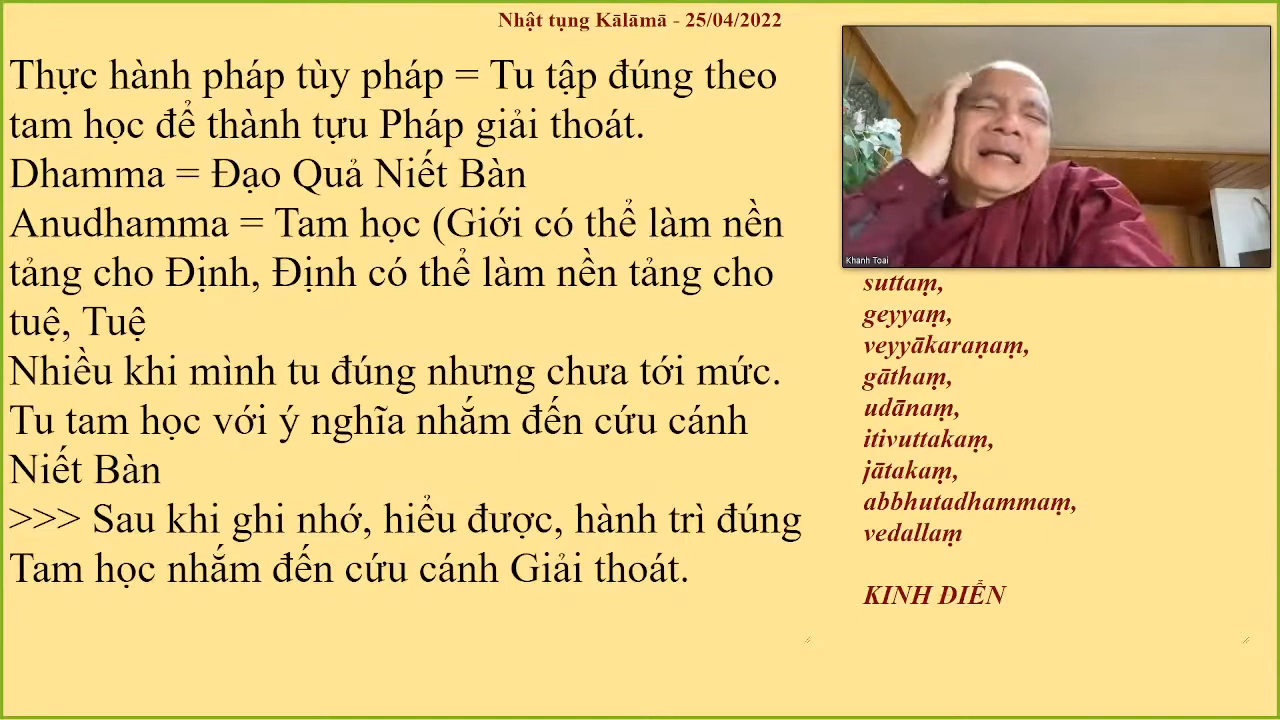 Nhật tụng Kālāmā - 25/04/2022
Thực hành pháp tùy pháp = Tu tập đúng theo
tam học để thành tựu Pháp giải thoát.
Dhamma = Đạo Quả Niết Bàn
Anudhamma = Tam học (Giới có thể làm nền
tảng cho Định, Định có thể làm nền tảng cho
tuệ, Tuệ
Nhiều khi mình tu đúng nhưng chưa tới mức.
Tu tam học với ý nghĩa nhắm đến cứu cánh
Niết Bàn
>>> Sau khi ghi nhớ, hiểu được, hành trì đúng
Tam học nhắm đến cứu cánh Giải thoát.
Khanh Toai
suttaṃ,
geyyaṃ,
veyyākaraṇaṃ,
gāthaṃ,
udānaṃ,
itivuttakaṃ,
jātakaṃ,
abbhutadhammaṃ,
vedallaṃ
KINH DIỄN